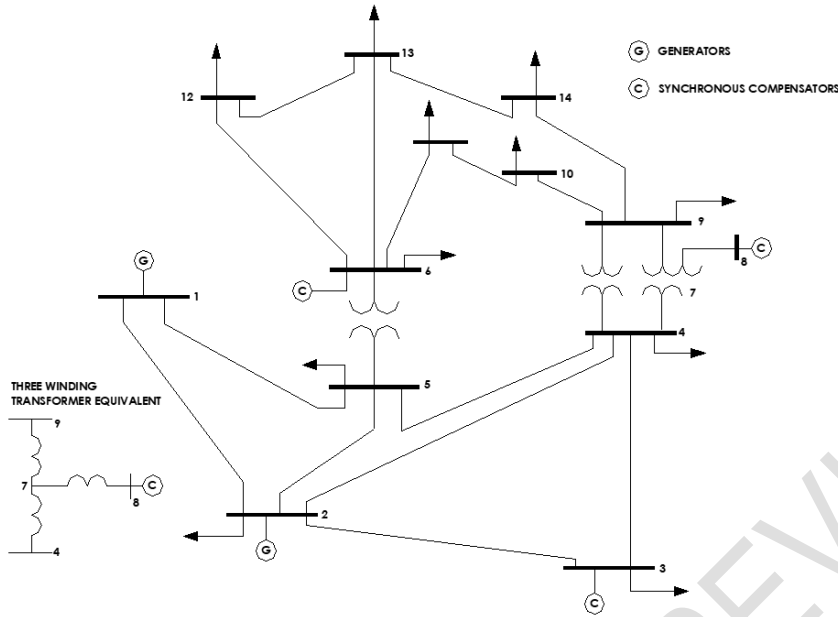 13
G GENERATORS
12
14
C SYNCHRONOUS COMPENSATORS
10
9
G
6
C
8
C
1
7
4
THREE WINDING
TRANSFORMER EQUIVALENT
5
9
7
C
8
2
4
G
3
C